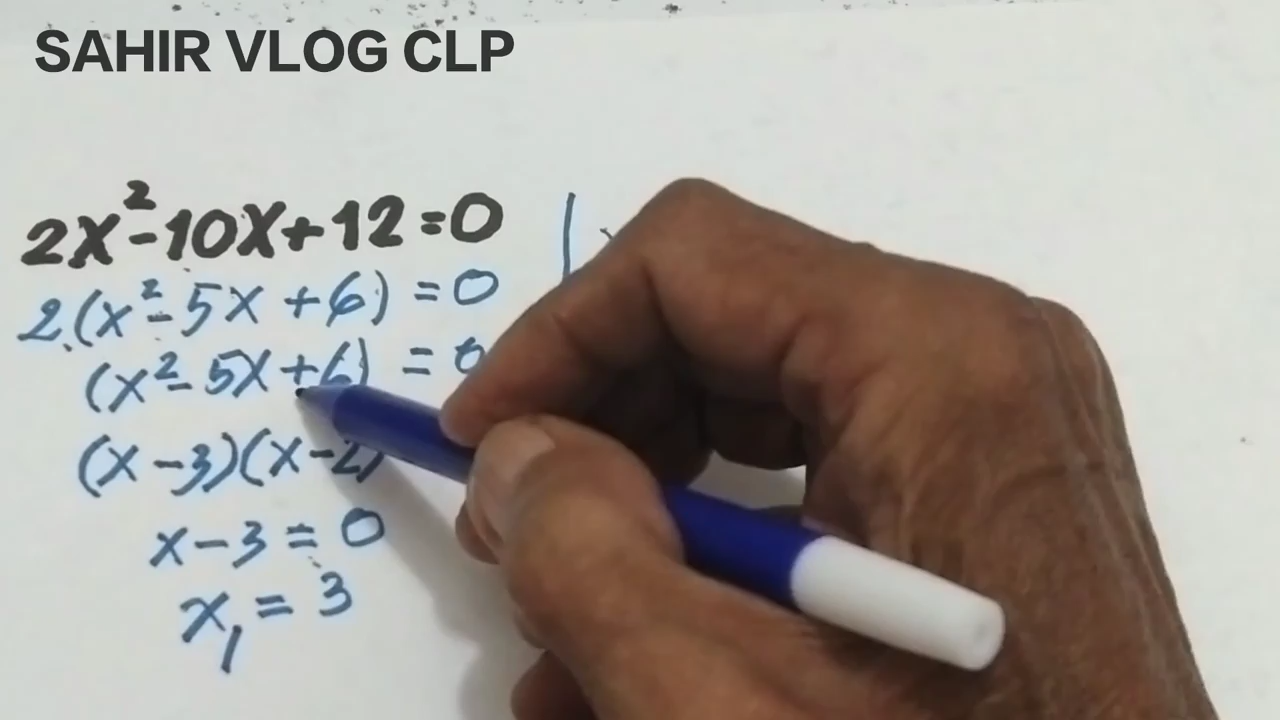 SAHIR VLOG CLP
2X²-10X+12=0
2(x²-5x+6)=0
(x²-5x+6)=0
(x-3)(x-2)
x-3=0
x₁=3